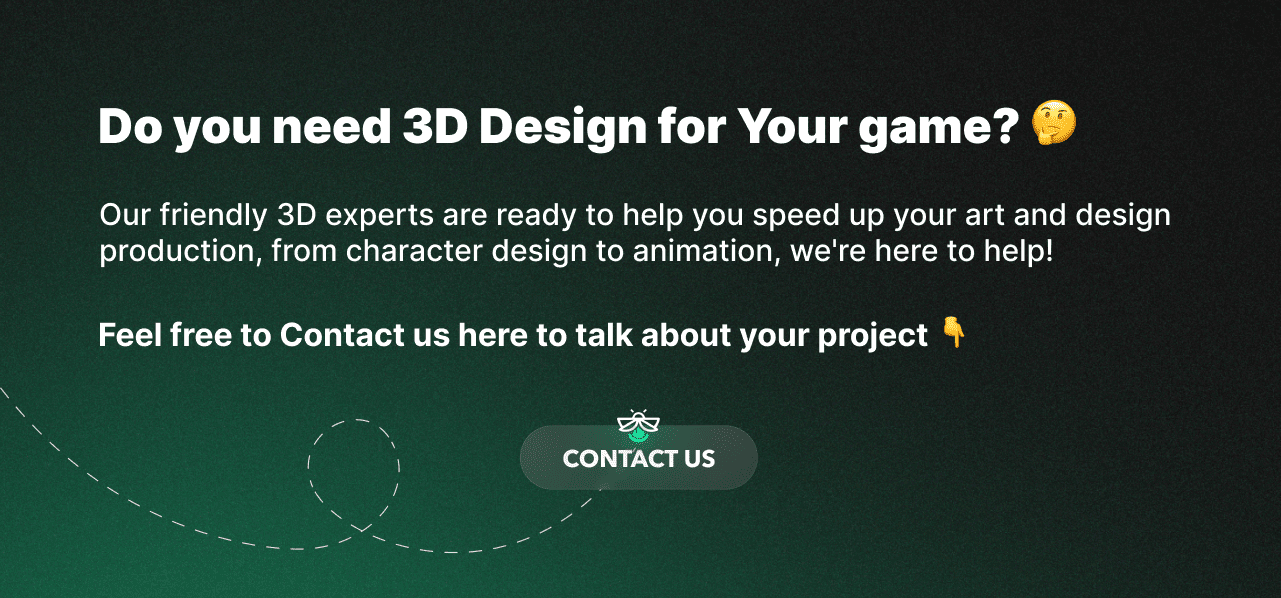 Do you need 3D Design for Your game? 🤔
Our friendly 3D experts are ready to help you speed up your art and design
production, from character design to animation, we're here to help!
Feel free to Contact us here to talk about your project 👇
CONTACT US